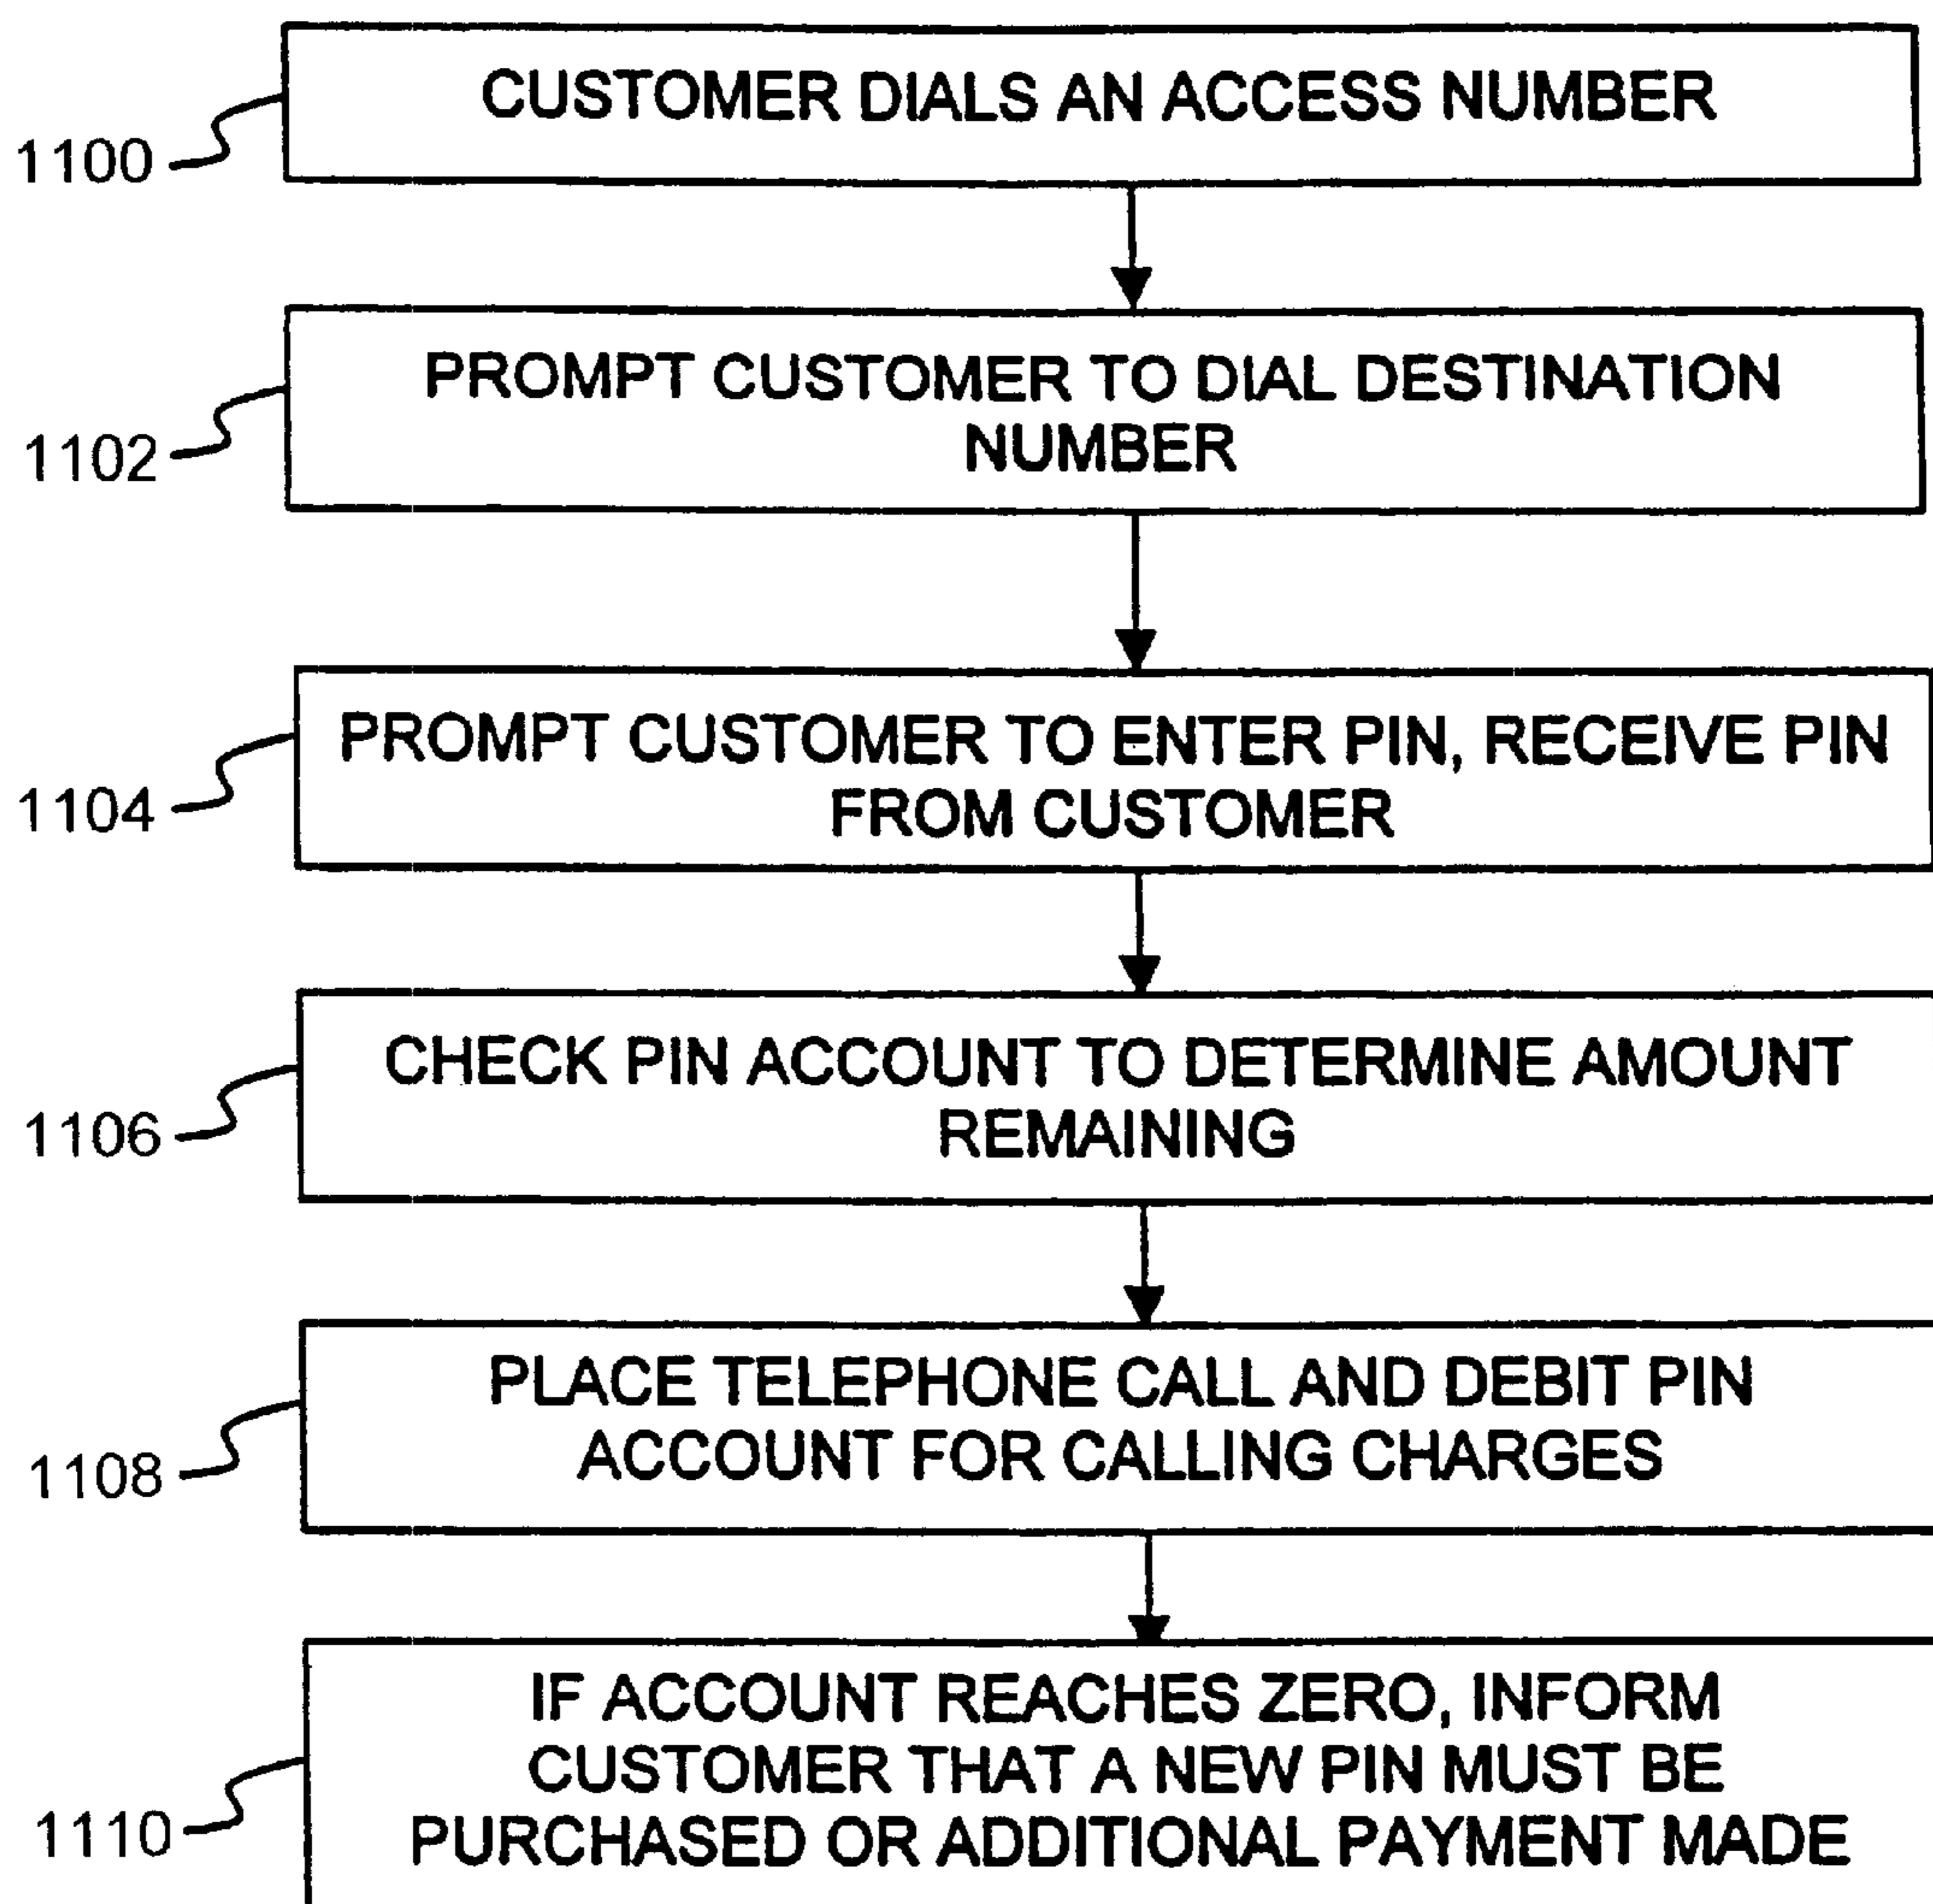 CUSTOMER DIALS AN ACCESS NUMBER
1100
PROMPT CUSTOMER TO DIAL DESTINATION
NUMBER
1102
PROMPT CUSTOMER TO ENTER PIN, RECEIVE PIN
FROM CUSTOMER
1104
CHECK PIN ACCOUNT TO DETERMINE AMOUNT
REMAINING
1106
PLACE TELEPHONE CALL AND DEBIT PIN
ACCOUNT FOR CALLING CHARGES
1108
IF ACCOUNT REACHES ZERO, INFORM
CUSTOMER THAT A NEW PIN MUST BE
PURCHASED OR ADDITIONAL PAYMENT MADE
1110